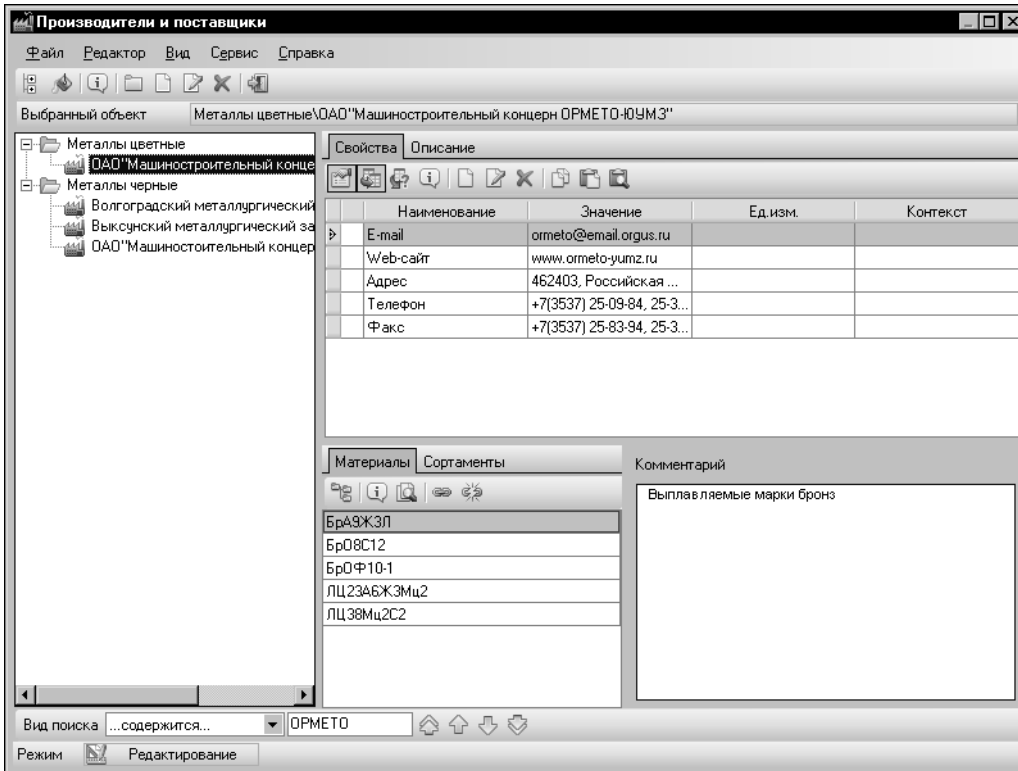 Производители и поставщики
Файл Редактор Вид Сервис Справка
Выбранный объект Металлы цветные\ОАО"Машиностроительный концерн ОРМЕТО-ЮУМЗ"
Металлы цветные
ОАО"Машиностроительный конце
Металлы черные
Волгоградский металлургический
Выксунский металлургический за
ОАО"Машиностоительный концер
Свойства Описание
Наименование Значение Ед.изм. Контекст
E-mail ormeto@email.orgus.ru
Web-сайт www.ormeto-yumz.ru
Адрес 462403, Российская ...
Телефон +7(3537) 25-09-84, 25-3...
Факс +7(3537) 25-83-94, 25-3...
Материалы Сортаменты
БрА9Ж3Л
БрО8С12
БрОФ10-1
ЛЦ23А6Ж3Мц2
ЛЦ38Мц2С2
Комментарий
Выплавляемые марки бронз
Вид поиска ...содержится... ОРМЕТО
Режим Редактирование